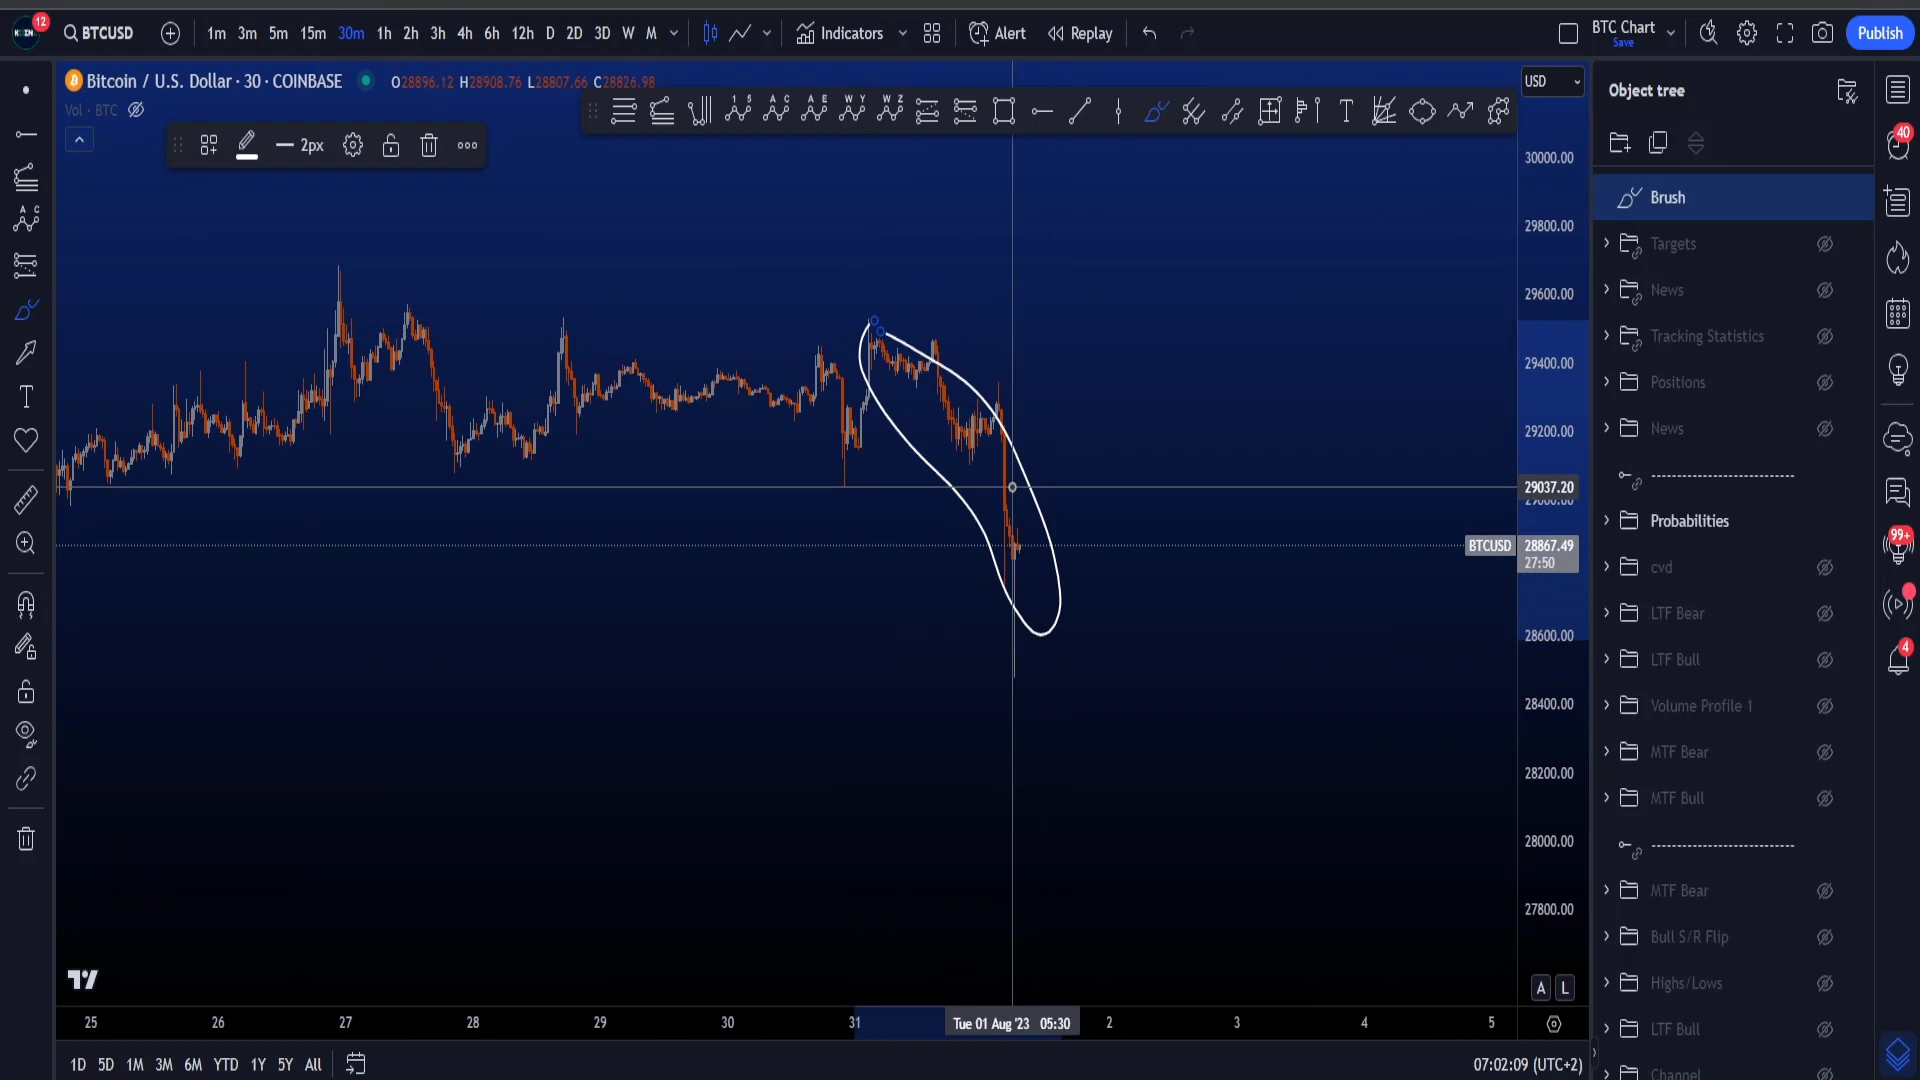 12
BTCUSD
1m 3m 5m 15m 30m 1h 2h 3h 4h 6h 12h D 2D 3D W M
Indicators
Alert
Replay
BTC Chart
Save
Publish
Bitcoin / U.S. Dollar · 30 · COINBASE
O28896.12 H28908.76 L28807.66 C28826.98
Vol · BTC
2px
USD
30000.00
29800.00
29600.00
29400.00
29200.00
29037.20
BTCUSD 28867.49
27:50
28600.00
28400.00
28200.00
28000.00
27800.00
A L
25 26 27 28 29 30 31 Tue 01 Aug '23 05:30 2 3 4 5
1D 5D 1M 3M 6M YTD 1Y 5Y All
07:02:09 (UTC+2)
Object tree
Brush
Targets
News
Tracking Statistics
Positions
News
--------------------------
Probabilities
cvd
LTF Bear
LTF Bull
Volume Profile 1
MTF Bear
MTF Bull
--------------------------
MTF Bear
Bull S/R Flip
Highs/Lows
LTF Bull
Channel
40
99+
4